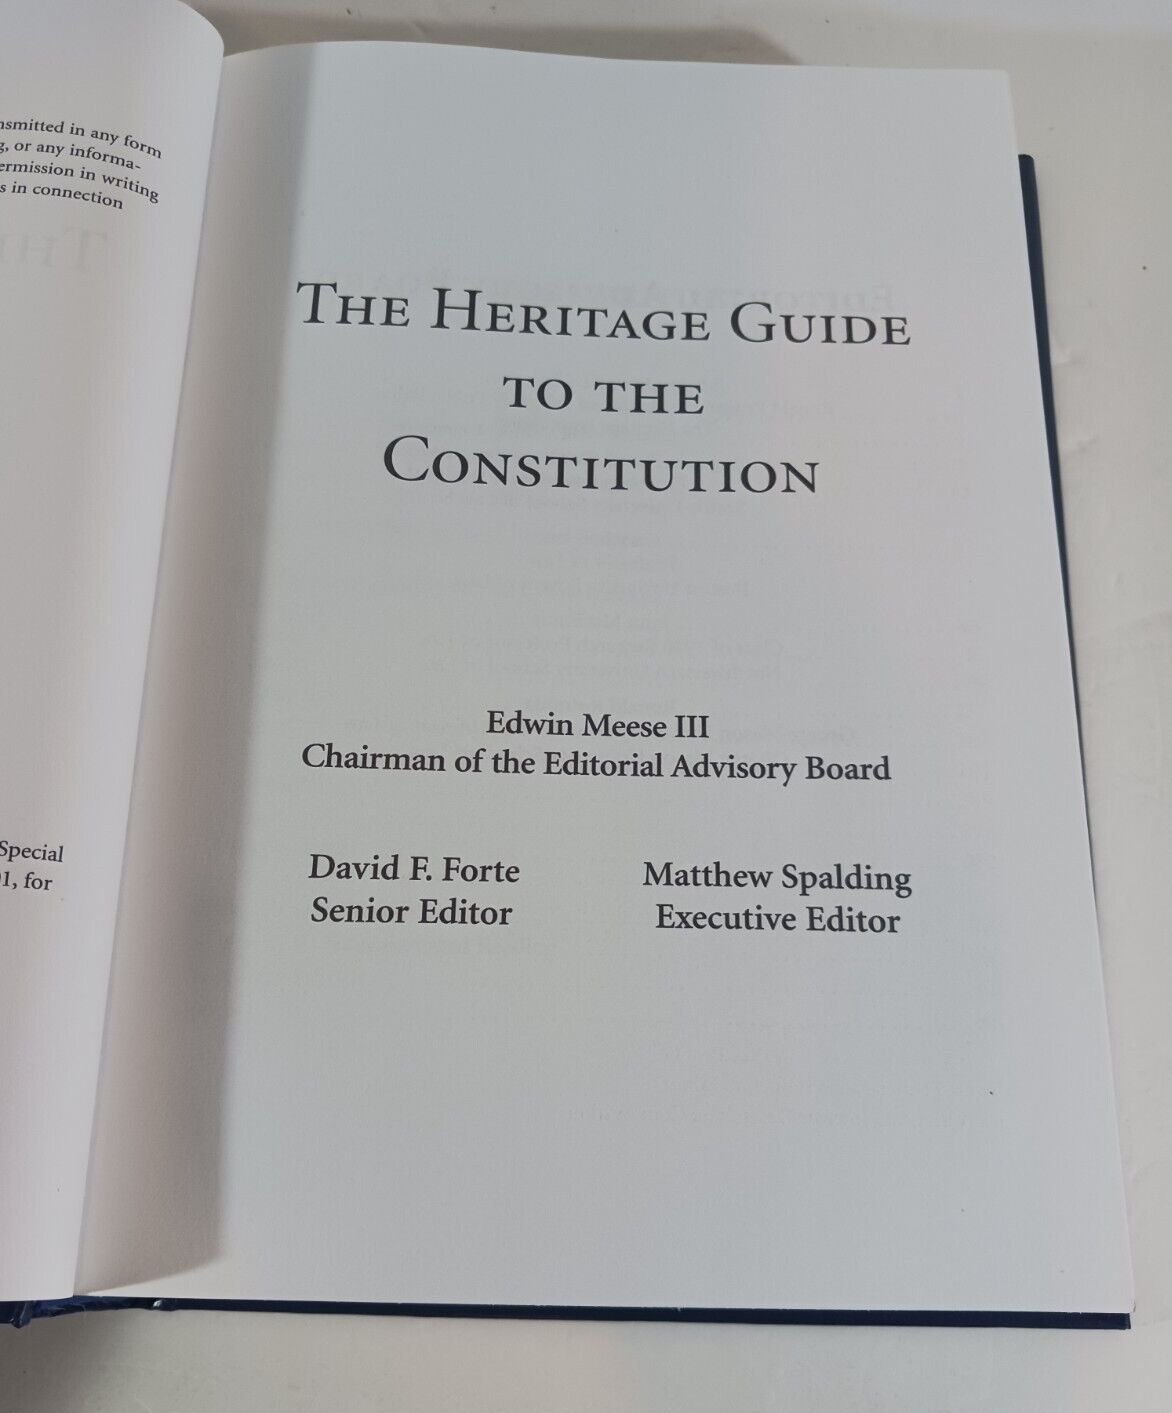 nsmitted in any form
g, or any informa-
ermission in writing
s in connection
Special
1, for
THE HERITAGE GUIDE
TO THE
CONSTITUTION
Edwin Meese III
Chairman of the Editorial Advisory Board
David F. Forte
Senior Editor
Matthew Spalding
Executive Editor